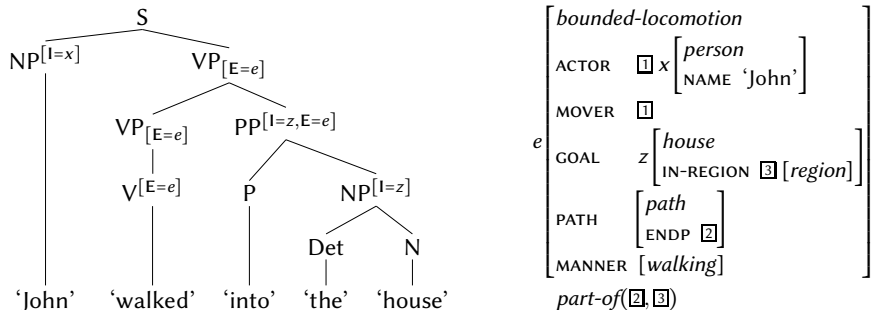 S
NP[I=x] VP[E=e]
VP[E=e] PP[I=z,E=e]
V[E=e] P NP[I=z]
Det N
‘John’ ‘walked’ ‘into’ ‘the’ ‘house’
bounded-locomotion
ACTOR 1 x person
NAME ‘John’
MOVER 1
e GOAL z house
IN-REGION 3 [region]
PATH path
ENDP 2
MANNER [walking]
part-of(2, 3)